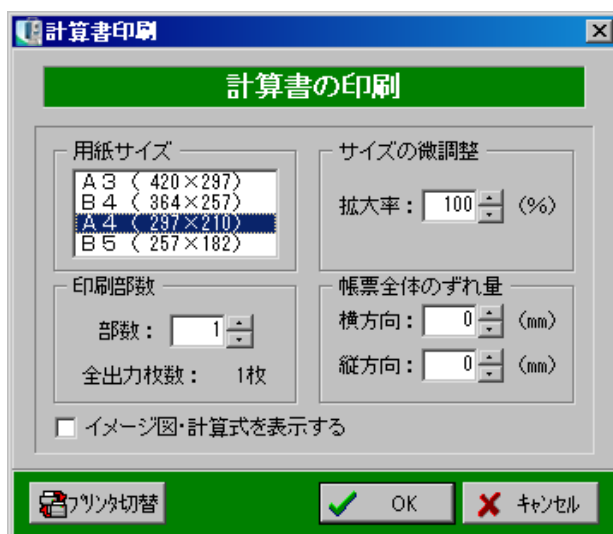 計算書印刷
計算書の印刷
用紙サイズ
A3 ( 420×297)
B4 ( 364×257)
A4 ( 297×210)
B5 ( 257×182)
サイズの微調整
拡大率： 100 (%)
印刷部数
部数： 1
全出力枚数： 1枚
帳票全体のずれ量
横方向： 0 (mm)
縦方向： 0 (mm)
イメージ図・計算式を表示する
プリンタ切替
OK
キャンセル